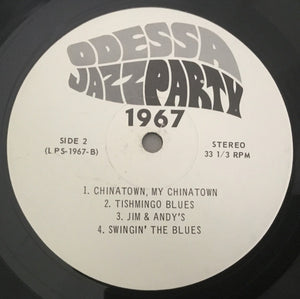 ODESSA
JAZZ PARTY
1967
SIDE 2
(LPS-1967-B)
STEREO
33 1/3 RPM
1. CHINATOWN, MY CHINATOWN
2. TISHMINGO BLUES
3. JIM & ANDY'S
4. SWINGIN' THE BLUES